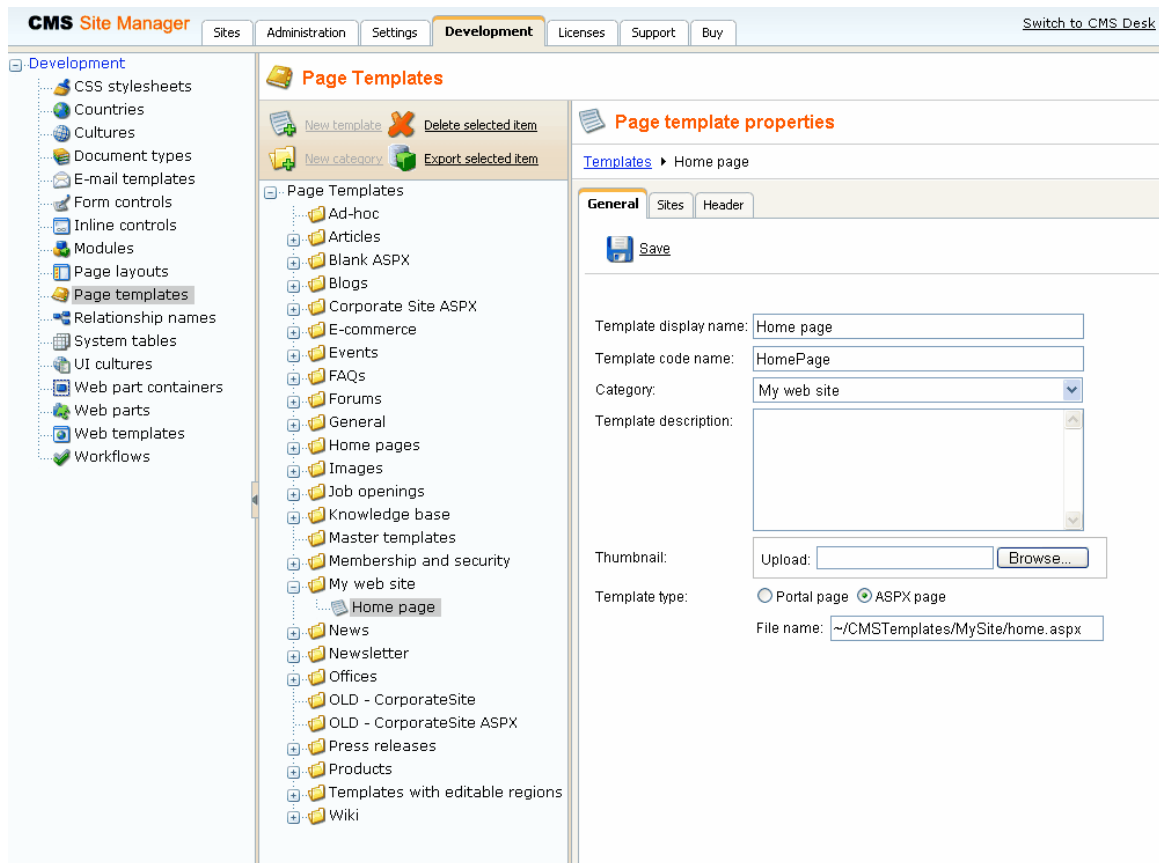 CMS Site Manager
Sites
Administration
Settings
Development
Licenses
Support
Buy
Switch to CMS Desk
Development
CSS stylesheets
Countries
Cultures
Document types
E-mail templates
Form controls
Inline controls
Modules
Page layouts
Page templates
Relationship names
System tables
UI cultures
Web part containers
Web parts
Web templates
Workflows
Page Templates
New template
Delete selected item
New category
Export selected item
Page Templates
Ad-hoc
Articles
Blank ASPX
Blogs
Corporate Site ASPX
E-commerce
Events
FAQs
Forums
General
Home pages
Images
Job openings
Knowledge base
Master templates
Membership and security
My web site
Home page
News
Newsletter
Offices
OLD - CorporateSite
OLD - CorporateSite ASPX
Press releases
Products
Templates with editable regions
Wiki
Page template properties
Templates Home page
General
Sites
Header
Save
Template display name: Home page
Template code name: HomePage
Category: My web site
Template description:
Thumbnail: Upload: Browse...
Template type: Portal page ASPX page
File name: ~/CMSTemplates/MySite/home.aspx